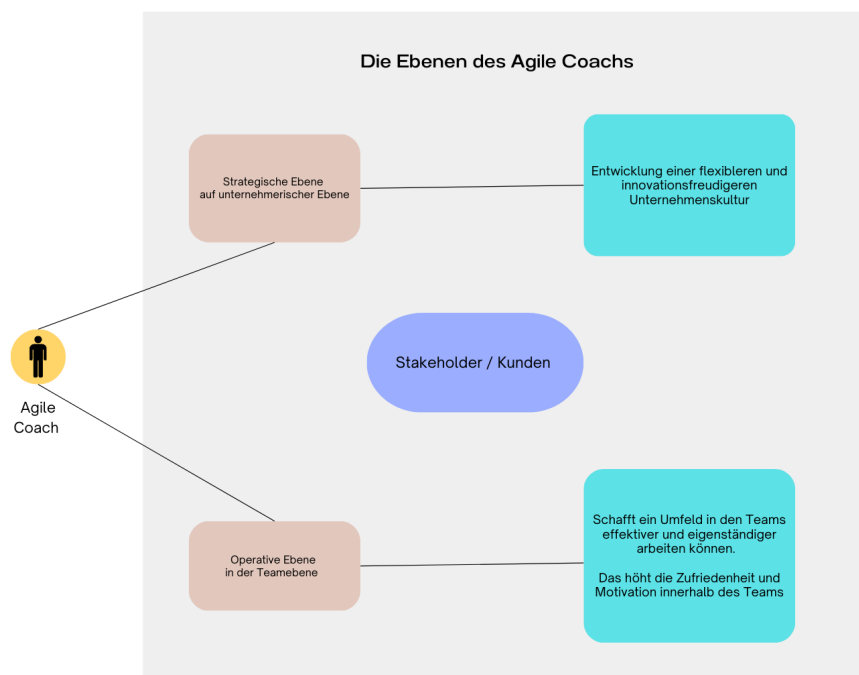 Die Ebenen des Agile Coachs
Strategische Ebene
auf unternehmerischer Ebene
Entwicklung einer flexibleren und
innovationsfreudigeren
Unternehmenskultur
Stakeholder / Kunden
Agile
Coach
Operative Ebene
in der Teamebene
Schafft ein Umfeld in den Teams
effektiver und eigenständiger
arbeiten können.
Das höht die Zufriedenheit und
Motivation innerhalb des Teams